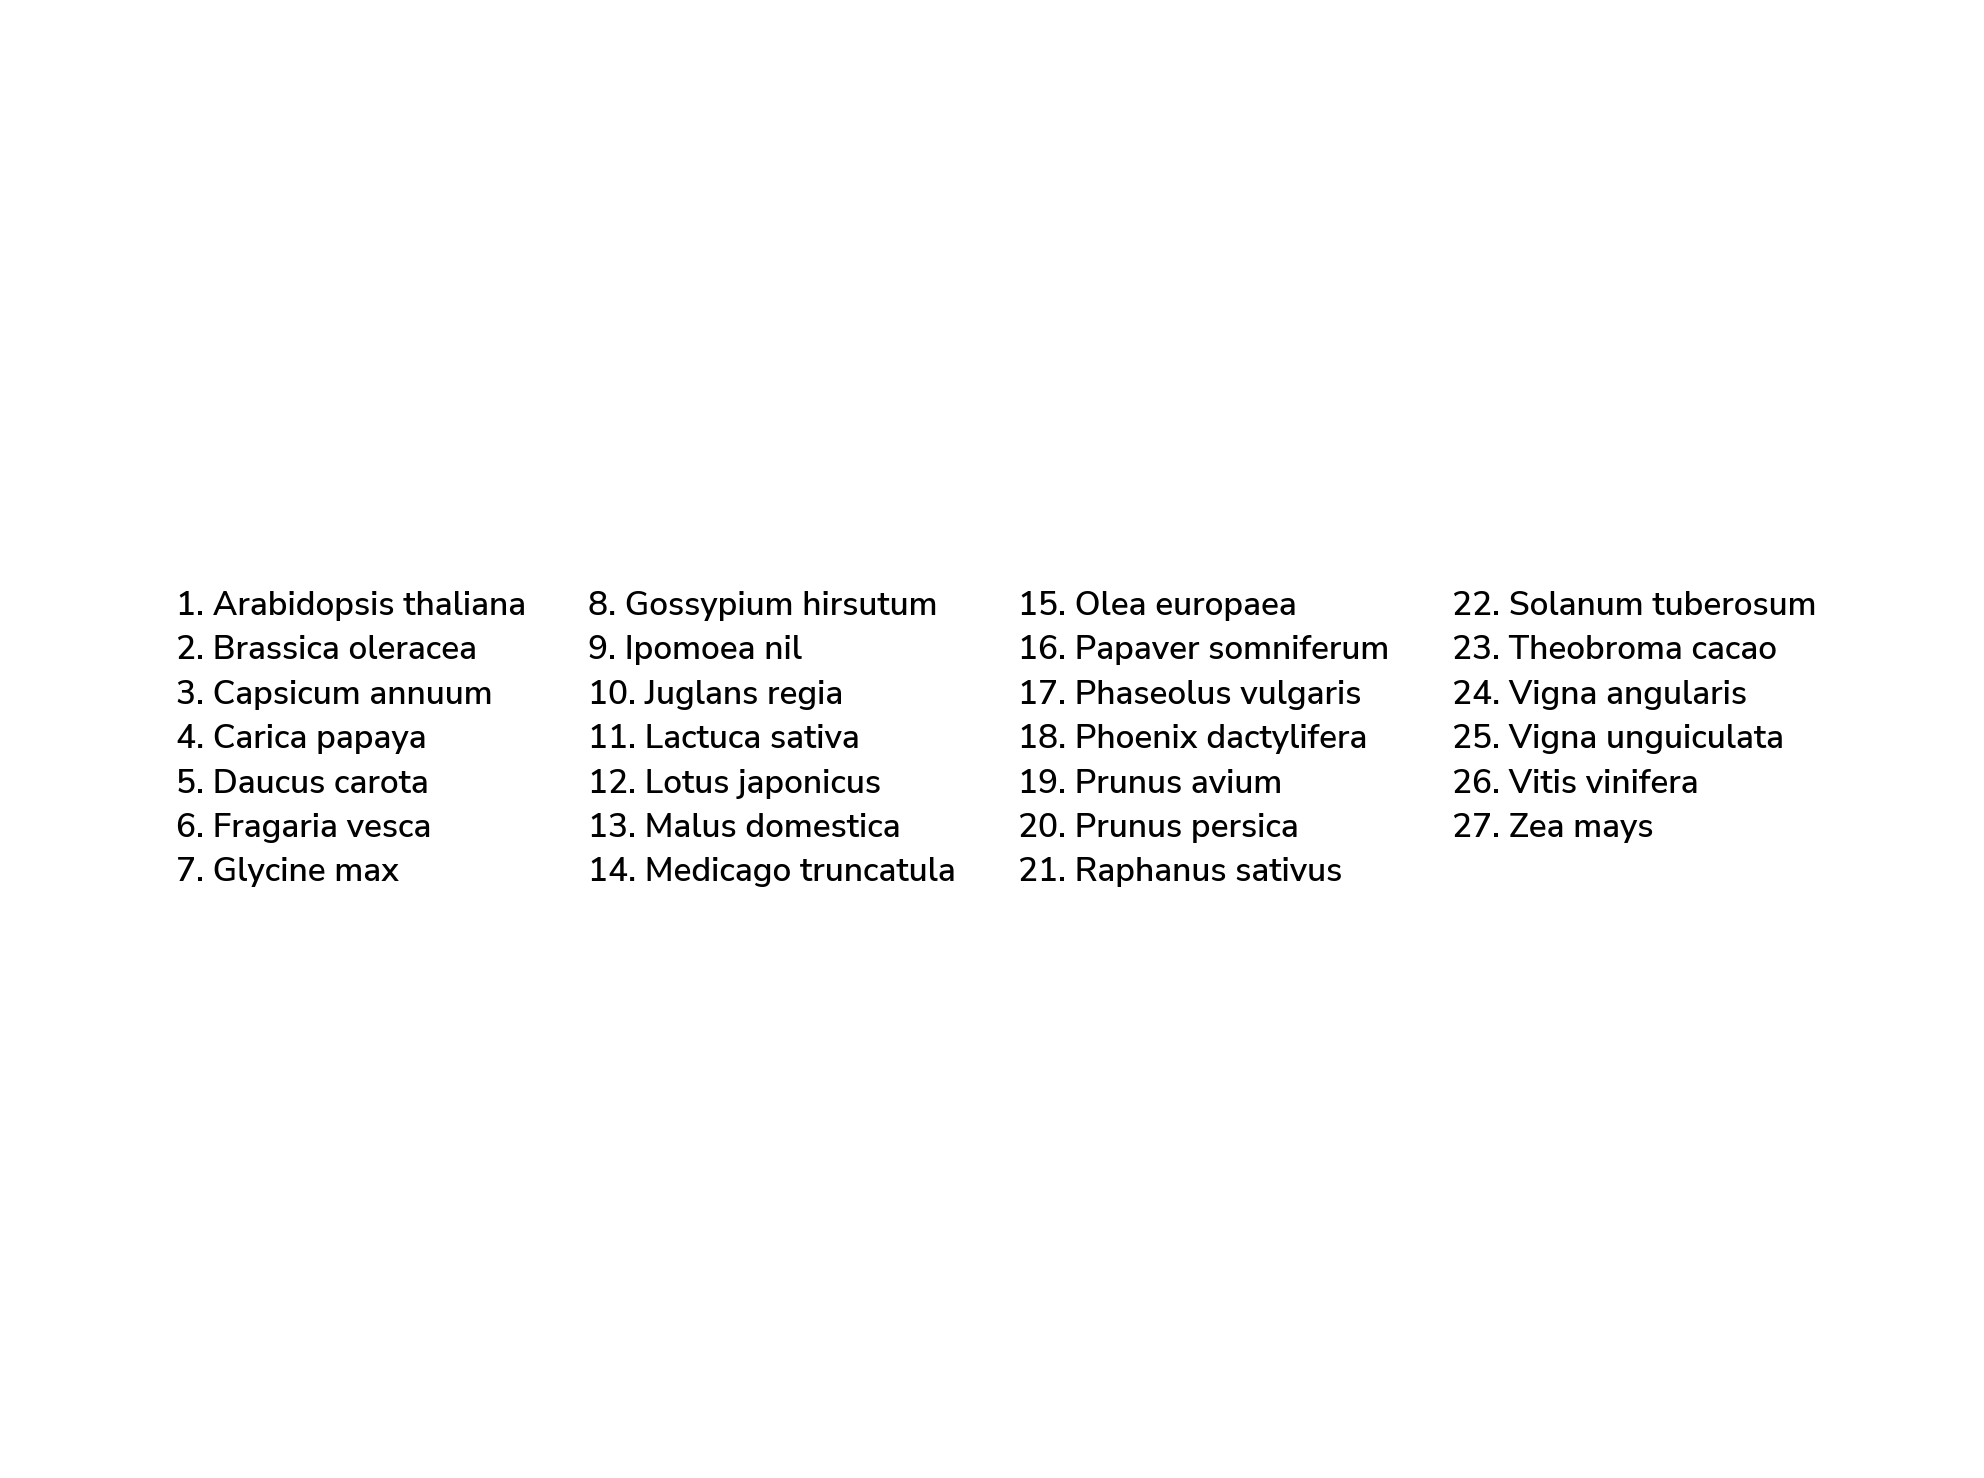 1. Arabidopsis thaliana
2. Brassica oleracea
3. Capsicum annuum
4. Carica papaya
5. Daucus carota
6. Fragaria vesca
7. Glycine max
8. Gossypium hirsutum
9. Ipomoea nil
10. Juglans regia
11. Lactuca sativa
12. Lotus japonicus
13. Malus domestica
14. Medicago truncatula
15. Olea europaea
16. Papaver somniferum
17. Phaseolus vulgaris
18. Phoenix dactylifera
19. Prunus avium
20. Prunus persica
21. Raphanus sativus
22. Solanum tuberosum
23. Theobroma cacao
24. Vigna angularis
25. Vigna unguiculata
26. Vitis vinifera
27. Zea mays